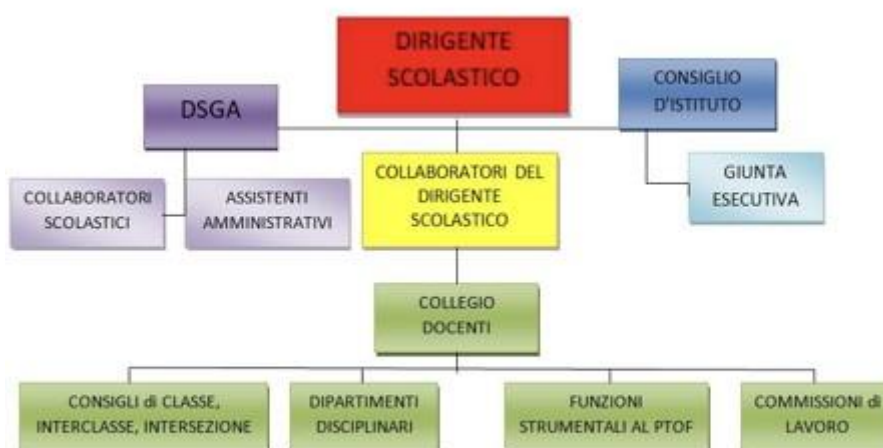 DIRIGENTE
SCOLASTICO
CONSIGLIO
D'ISTITUTO
DSGA
COLLABORATORI DEL
DIRIGENTE
SCOLASTICO
GIUNTA
ESECUTIVA
COLLABORATORI
SCOLASTICI
ASSISTENTI
AMMINISTRATIVI
COLLEGIO
DOCENTI
CONSIGLI di CLASSE,
INTERCLASSE, INTERSEZIONE
DIPARTIMENTI
DISCIPLINARI
FUNZIONI
STRUMENTALI AL PTOF
COMMISSIONI di
LAVORO